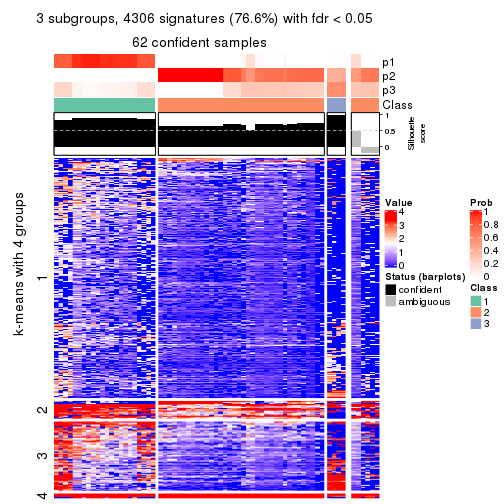 3 subgroups, 4306 signatures (76.6%) with fdr < 0.05
62 confident samples
p1
p2
p3
Class
1
0.5
0
Silhouette
score
k-means with 4 groups
1
2
3
4
Value
4
3
2
1
0
Status (barplots)
confident
ambiguous
Prob
1
0.8
0.6
0.4
0.2
0
Class
1
2
3